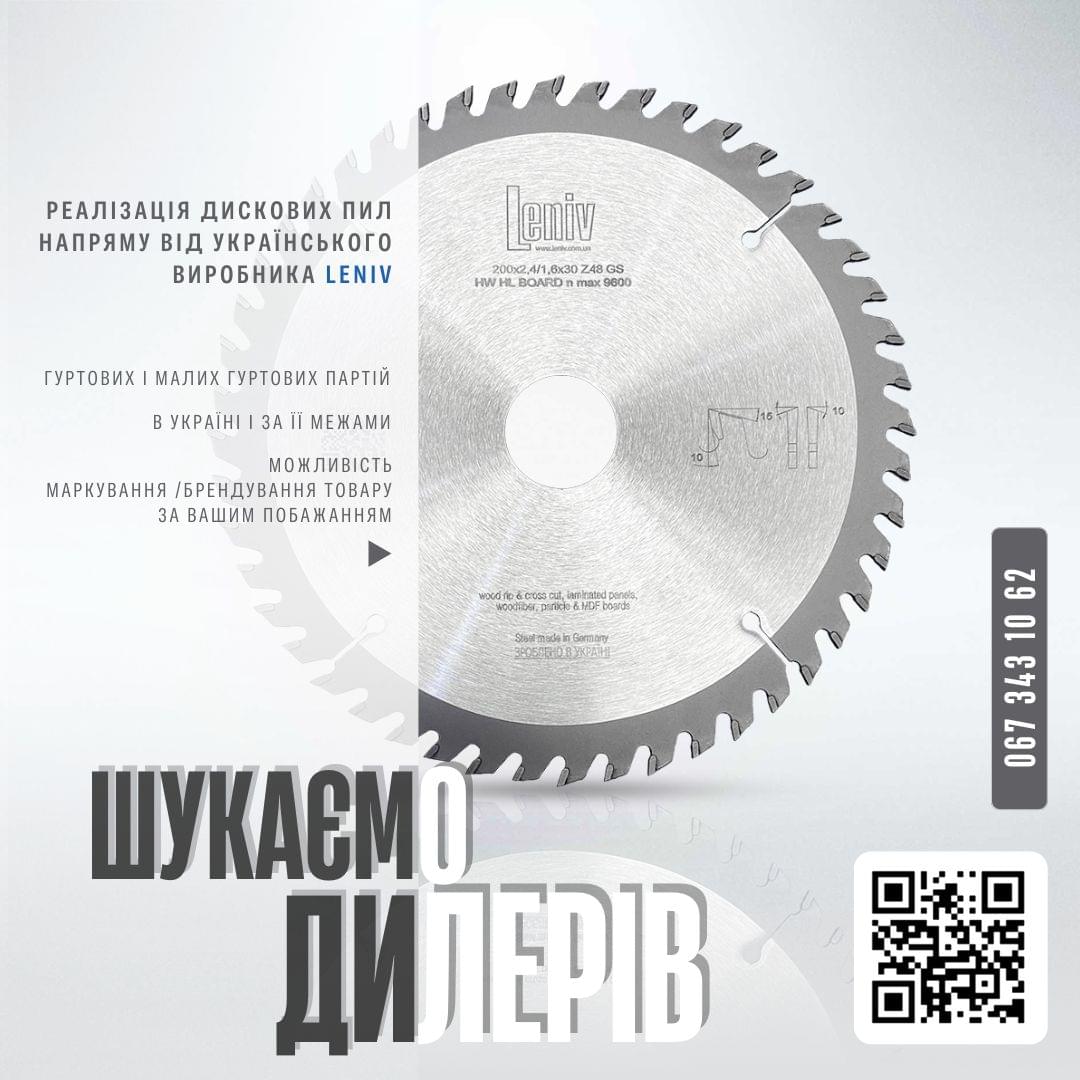 РЕАЛІЗАЦІЯ ДИСКОВИХ ПИЛ
НАПРЯМУ ВІД УКРАЇНСЬКОГО
ВИРОБНИКА LENIV
ГУРТОВИХ І МАЛИХ ГУРТОВИХ ПАРТІЙ
В УКРАЇНІ І ЗА ЇЇ МЕЖАМИ
МОЖЛИВІСТЬ
МАРКУВАННЯ /БРЕНДУВАННЯ ТОВАРУ
ЗА ВАШИМ ПОБАЖАННЯМ
Leniv
www.leniv.com.ua
200x2,4/1,6x30 Z48 GS
HW HL BOARD n max 9600
15
10
10
wood rip & cross cut, laminated panels,
woodfiber, particle & MDF boards
Steel made in Germany
ЗРОБЛЕНО В УКРАЇНІ
067 343 10 62
ШУКАЄМО
ДИЛЕРІВ